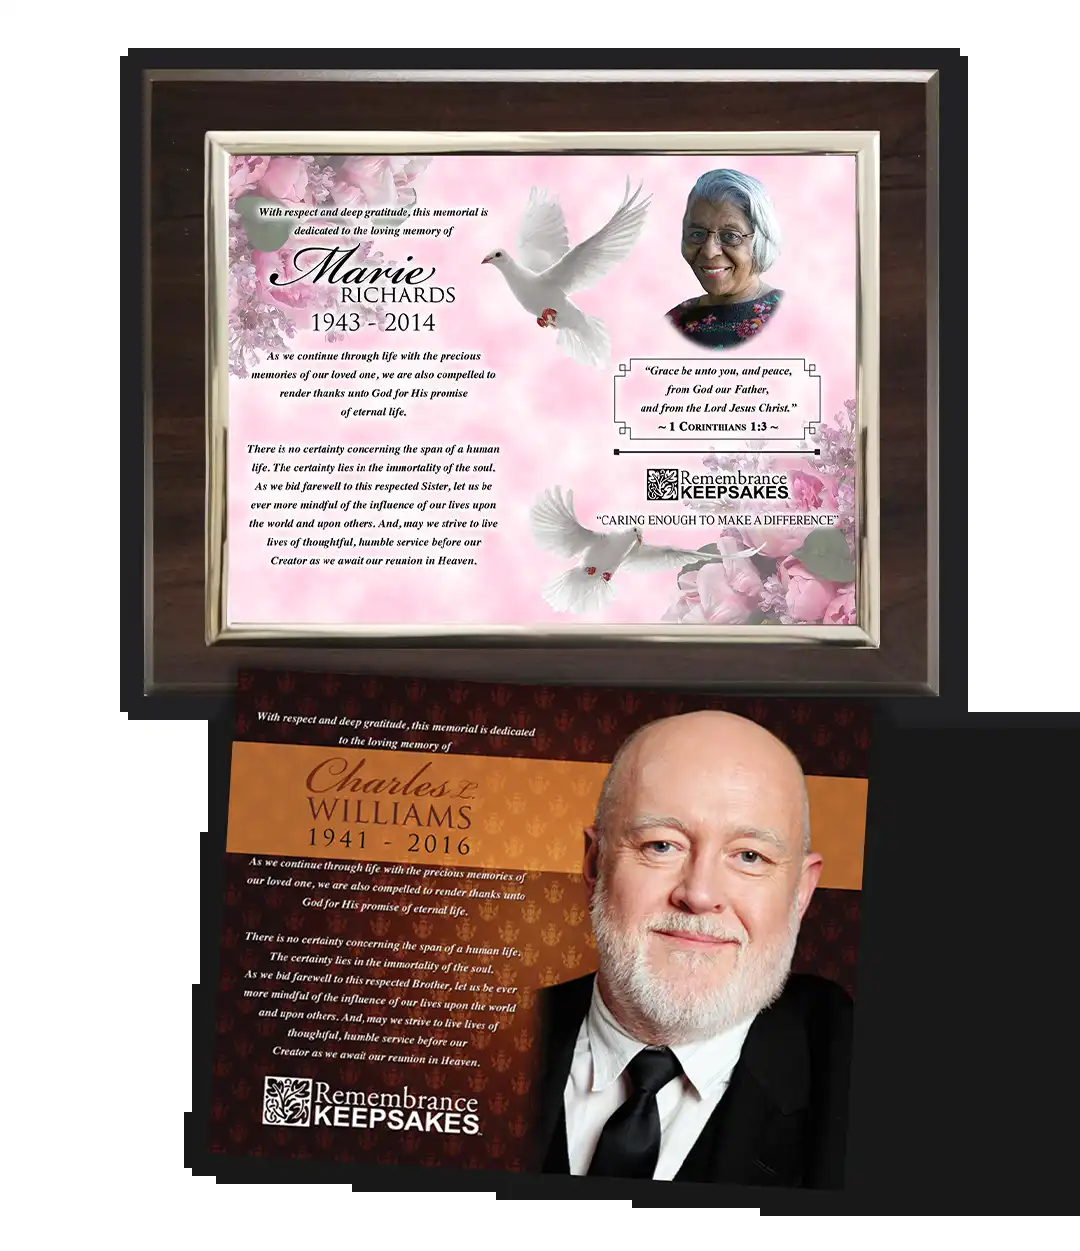 With respect and deep gratitude, this memorial is
dedicated to the loving memory of
Marie
RICHARDS
1943 - 2014
As we continue through life with the precious
memories of our loved one, we are also compelled to
render thanks unto God for His promise
of eternal life.
There is no certainty concerning the span of a human
life. The certainty lies in the immortality of the soul.
As we bid farewell to this respected Sister, let us be
ever more mindful of the influence of our lives upon
the world and upon others. And, may we strive to live
lives of thoughtful, humble service before our
Creator as we await our reunion in Heaven.
“Grace be unto you, and peace,
from God our Father,
and from the Lord Jesus Christ.”
~ 1 Corinthians 1:3 ~
Remembrance
KEEPSAKES
“CARING ENOUGH TO MAKE A DIFFERENCE”
With respect and deep gratitude, this memorial is dedicated
to the loving memory of
Charles L.
WILLIAMS
1941 - 2016
As we continue through life with the precious memories of
our loved one, we are also compelled to render thanks unto
God for His promise of eternal life.
There is no certainty concerning the span of a human life.
The certainty lies in the immortality of the soul.
As we bid farewell to this respected Brother, let us be ever
more mindful of the influence of our lives upon the world
and upon others. And, may we strive to live lives of
thoughtful, humble service before our
Creator as we await our reunion in Heaven.
Remembrance
KEEPSAKES™